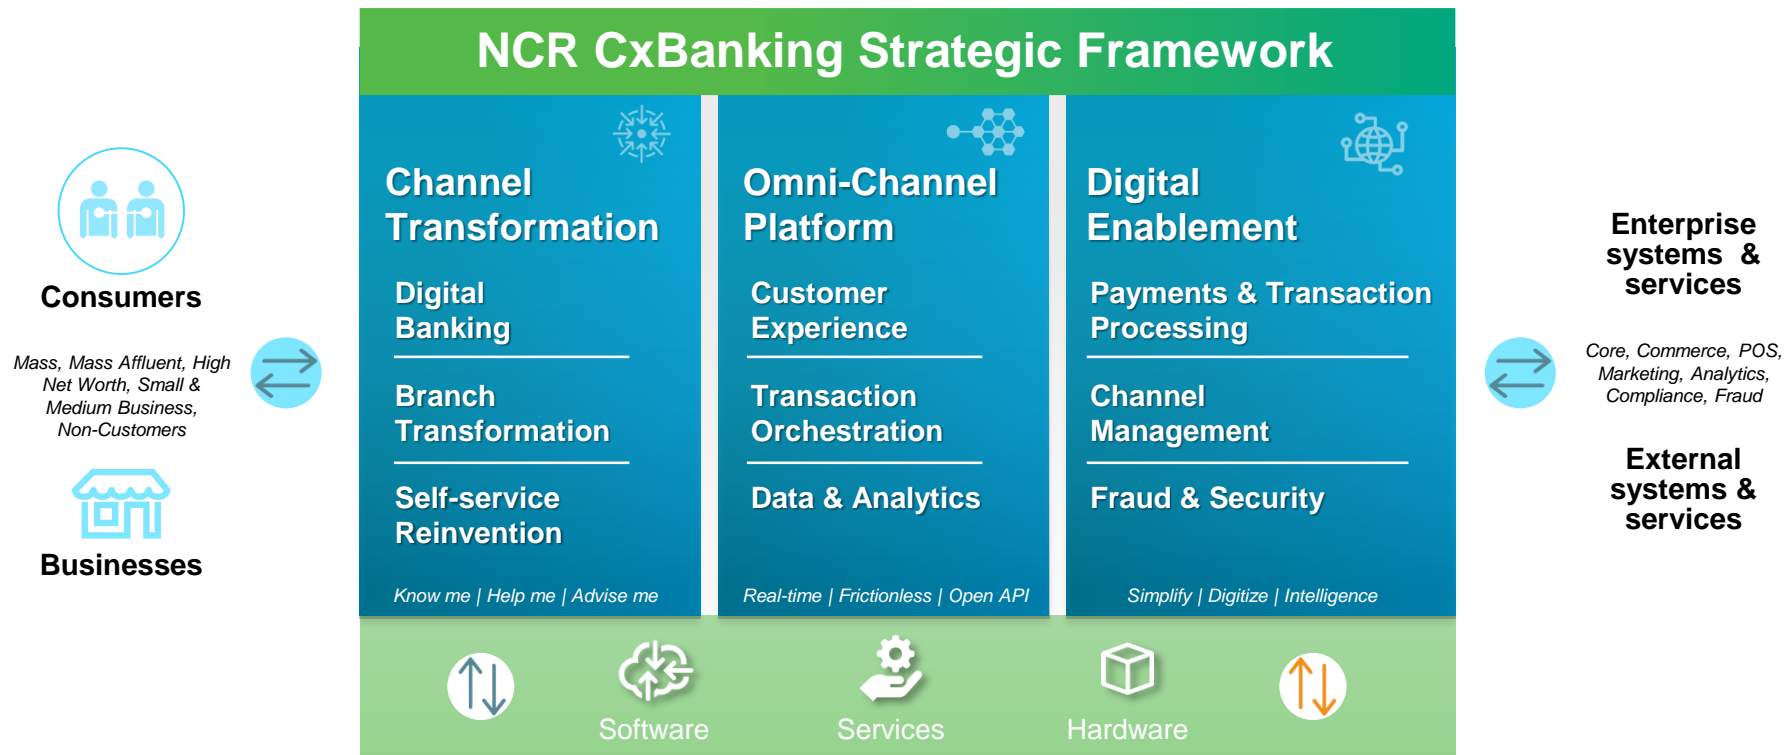 NCR CxBanking Strategic Framework
Consumers
Mass, Mass Affluent, High
Net Worth, Small &
Medium Business,
Non-Customers
Businesses
Channel
Transformation
Digital
Banking
Branch
Transformation
Self-service
Reinvention
Know me | Help me | Advise me
Omni-Channel
Platform
Customer
Experience
Transaction
Orchestration
Data & Analytics
Real-time | Frictionless | Open API
Digital
Enablement
Payments & Transaction
Processing
Channel
Management
Fraud & Security
Simplify | Digitize | Intelligence
Enterprise
systems &
services
Core, Commerce, POS,
Marketing, Analytics,
Compliance, Fraud
External
systems &
services
Software
Services
Hardware